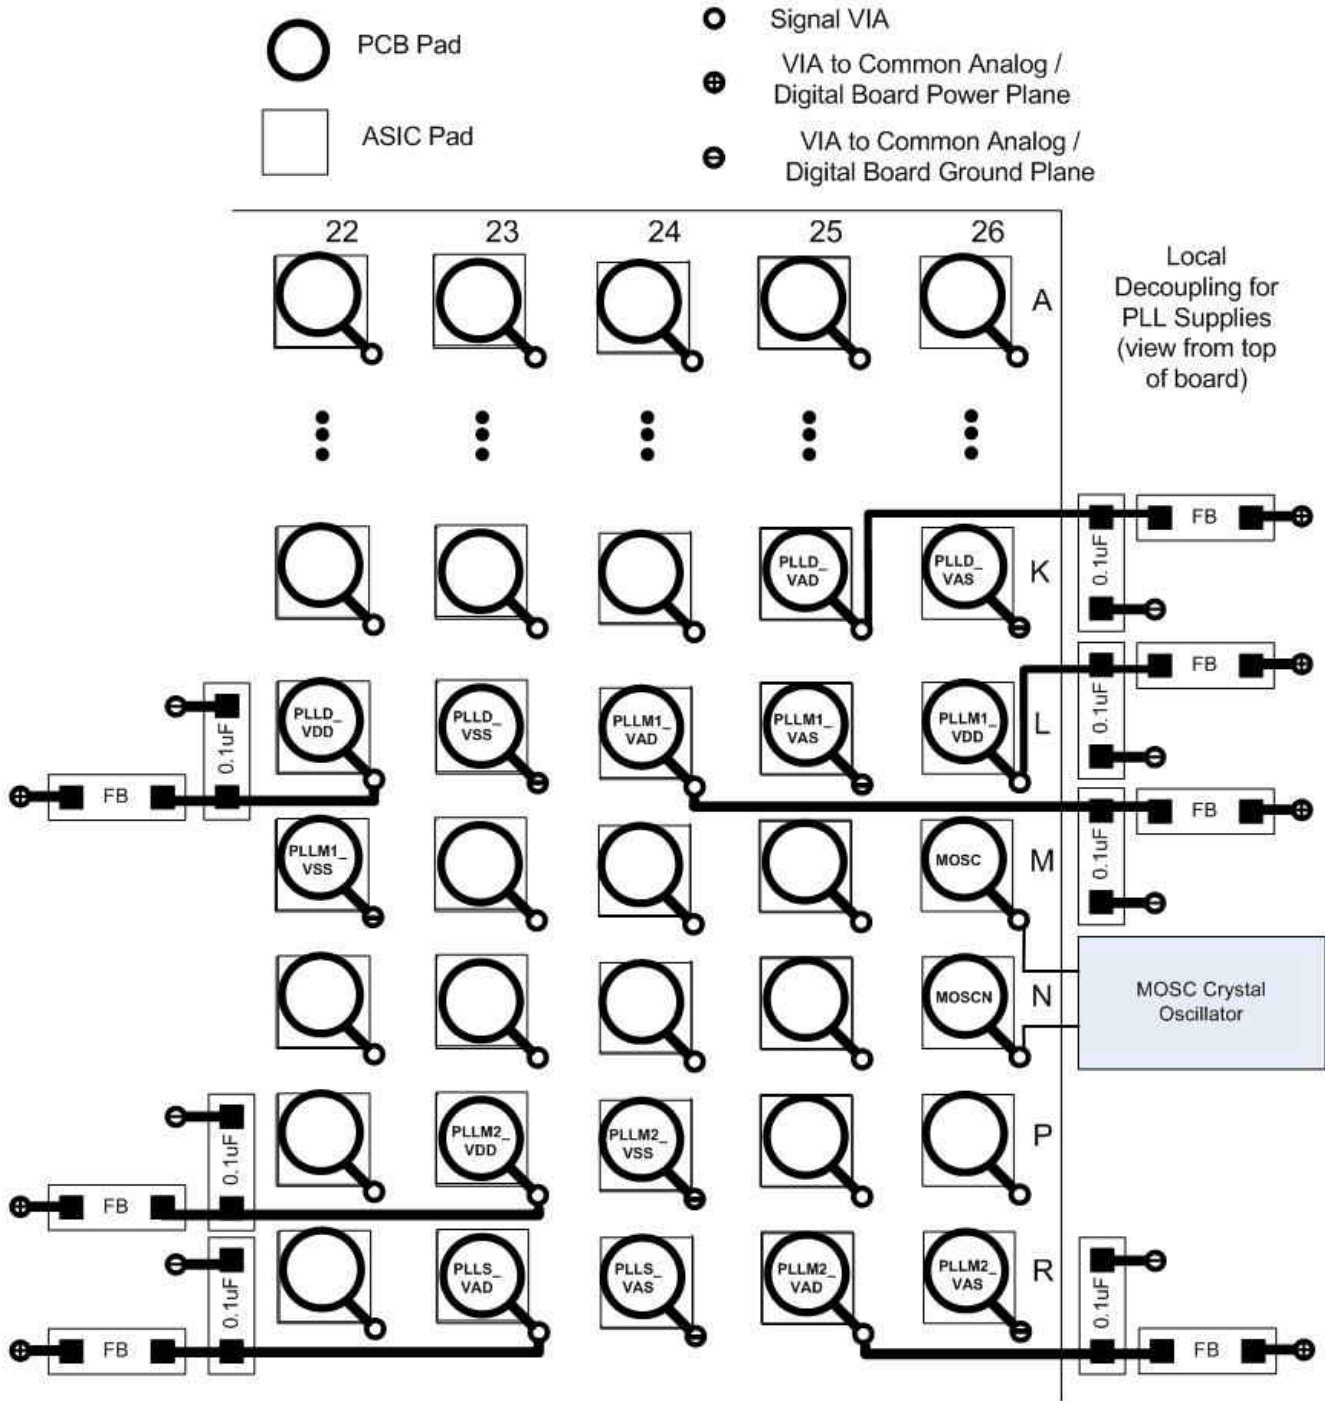 PCB Pad
ASIC Pad
Signal VIA
VIA to Common Analog /
Digital Board Power Plane
VIA to Common Analog /
Digital Board Ground Plane
22 23 24 25 26
A
Local
Decoupling for
PLL Supplies
(view from top
of board)
PLLD_
VAD
PLLD_
VAS
K
0.1uF
FB
PLLD_
VDD
PLLD_
VSS
PLLM1_
VAD
PLLM1_
VAS
PLLM1_
VDD
L
0.1uF
FB
0.1uF
FB
PLLM1_
VSS
MOSC
M
0.1uF
FB
MOSCN
N
MOSC Crystal
Oscillator
0.1uF
FB
PLLM2_
VDD
PLLM2_
VSS
P
0.1uF
FB
PLLS_
VAD
PLLS_
VAS
PLLM2_
VAD
PLLM2_
VAS
R
0.1uF
FB